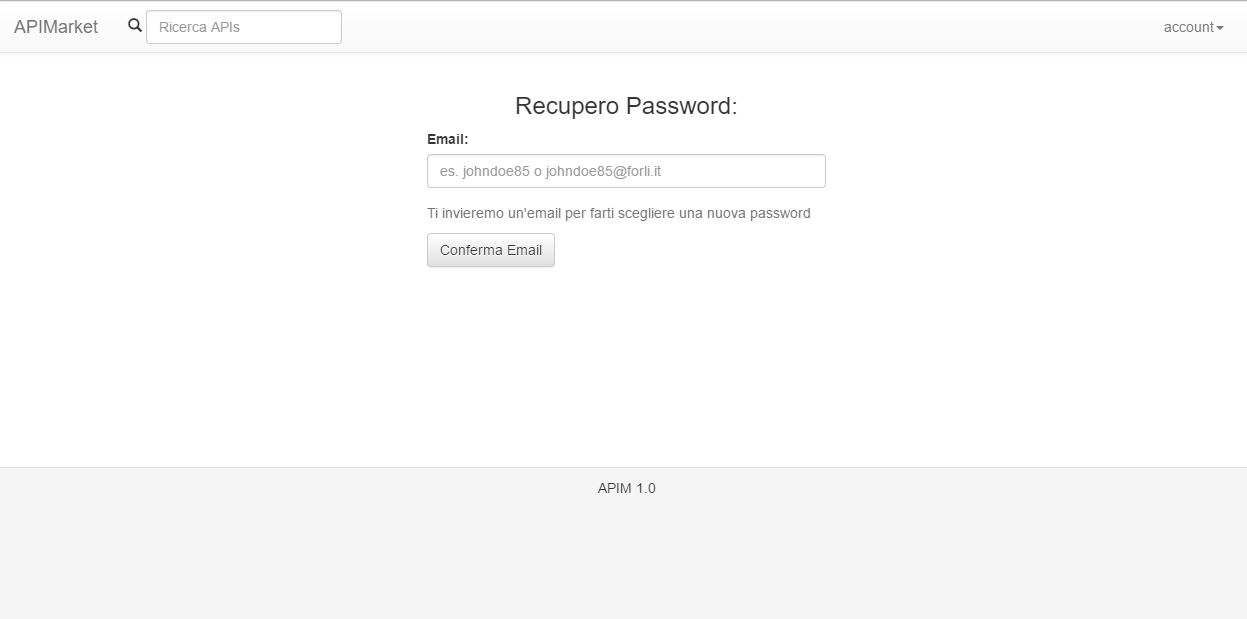 APIMarket Ricerca APIs account
Recupero Password:
Email:
es. johndoe85 o johndoe85@forli.it
Ti invieremo un'email per farti scegliere una nuova password
Conferma Email
APIM 1.0